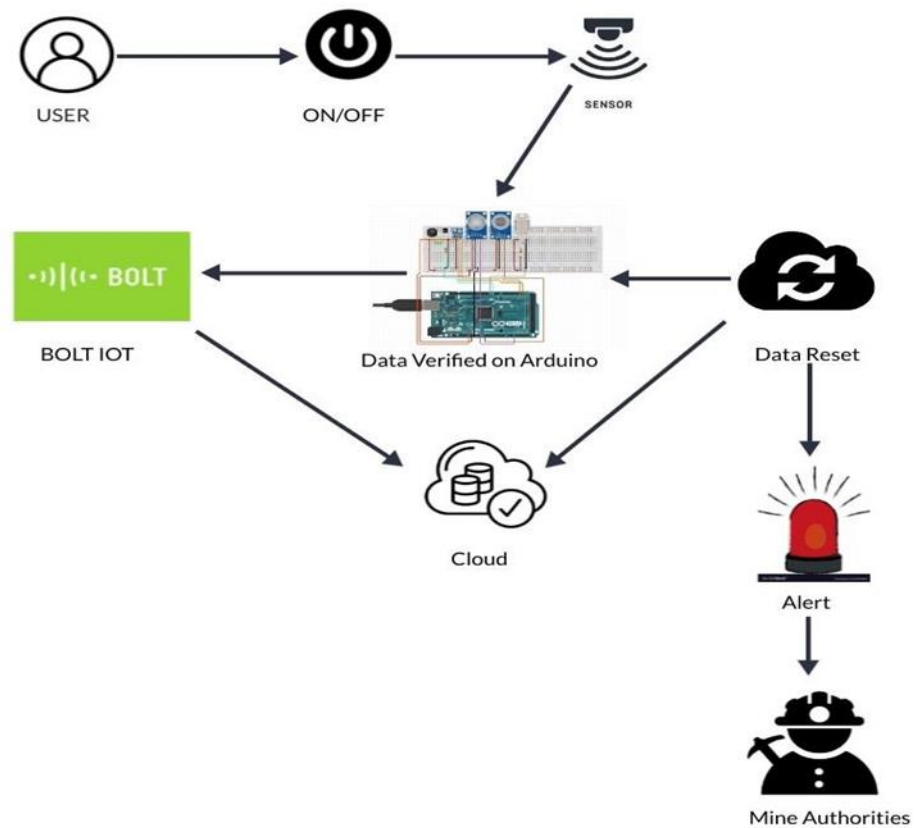 USER
ON/OFF
SENSOR
BOLT
BOLT IOT
Data Verified on Arduino
Data Reset
Cloud
Alert
Mine Authorities